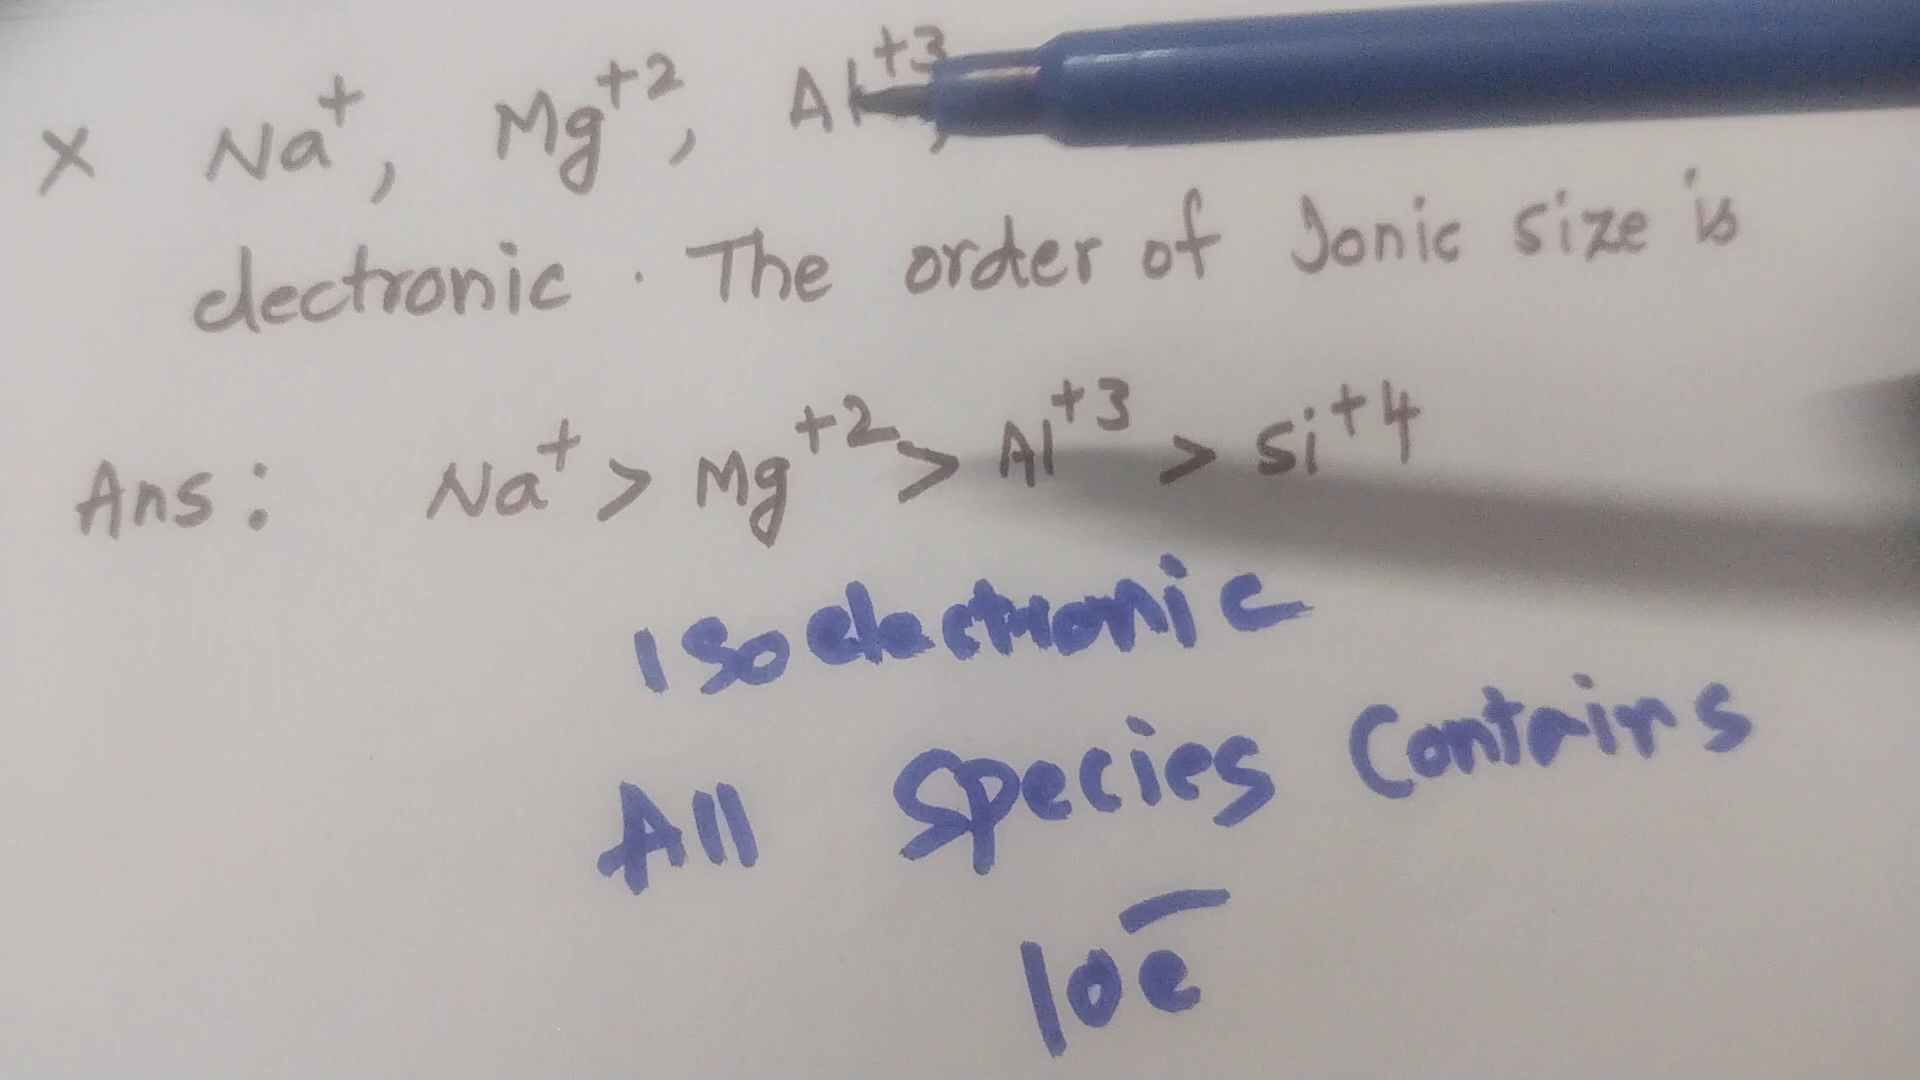 x Na⁺, Mg⁺², Al⁺³,
electronic. The order of Ionic size is
Ans: Na⁺ > Mg⁺² > Al⁺³ > Si⁺⁴
Isoelectronic
All Species Contains
10e̅